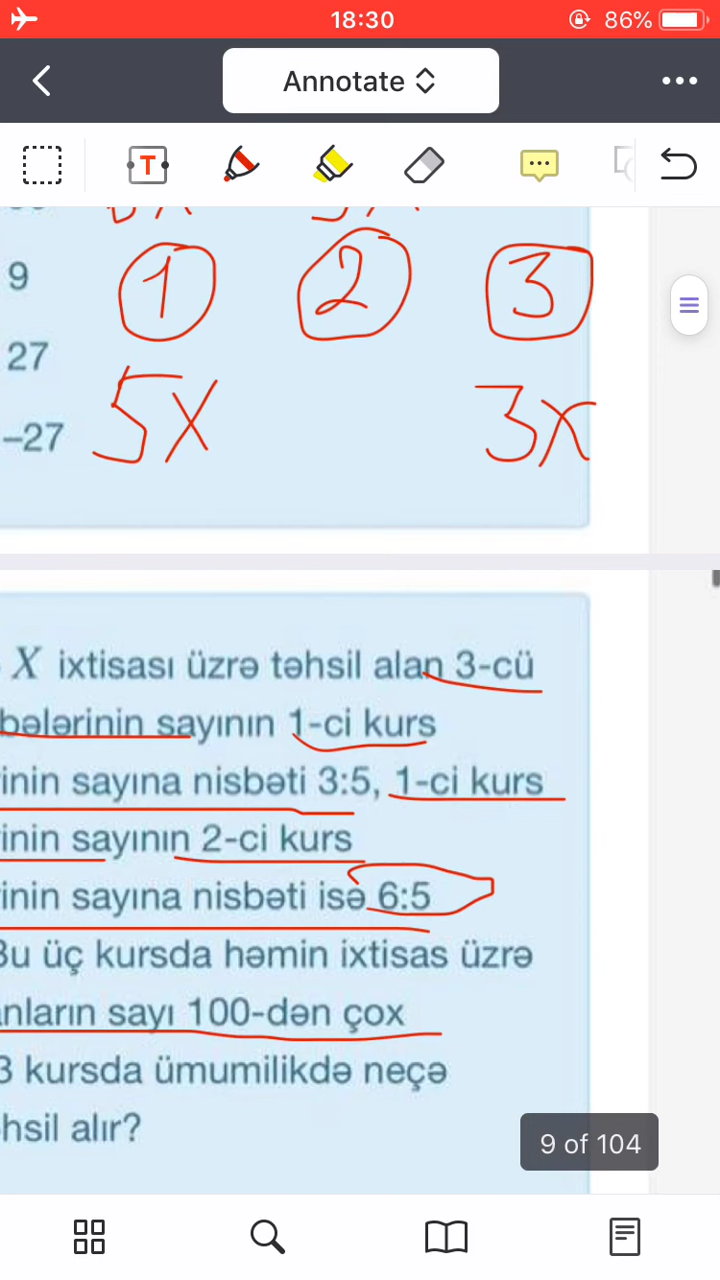 18:30
86%
Annotate
T
9
1 2 3
27
5x 3x
–27
X ixtisası üzrə təhsil alan 3-cü
bələrinin sayının 1-ci kurs
inin sayına nisbəti 3:5, 1-ci kurs
inin sayının 2-ci kurs
inin sayına nisbəti isə 6:5
Bu üç kursda həmin ixtisas üzrə
nların sayı 100-dən çox
3 kursda ümumilikdə neçə
hsil alır?
9 of 104